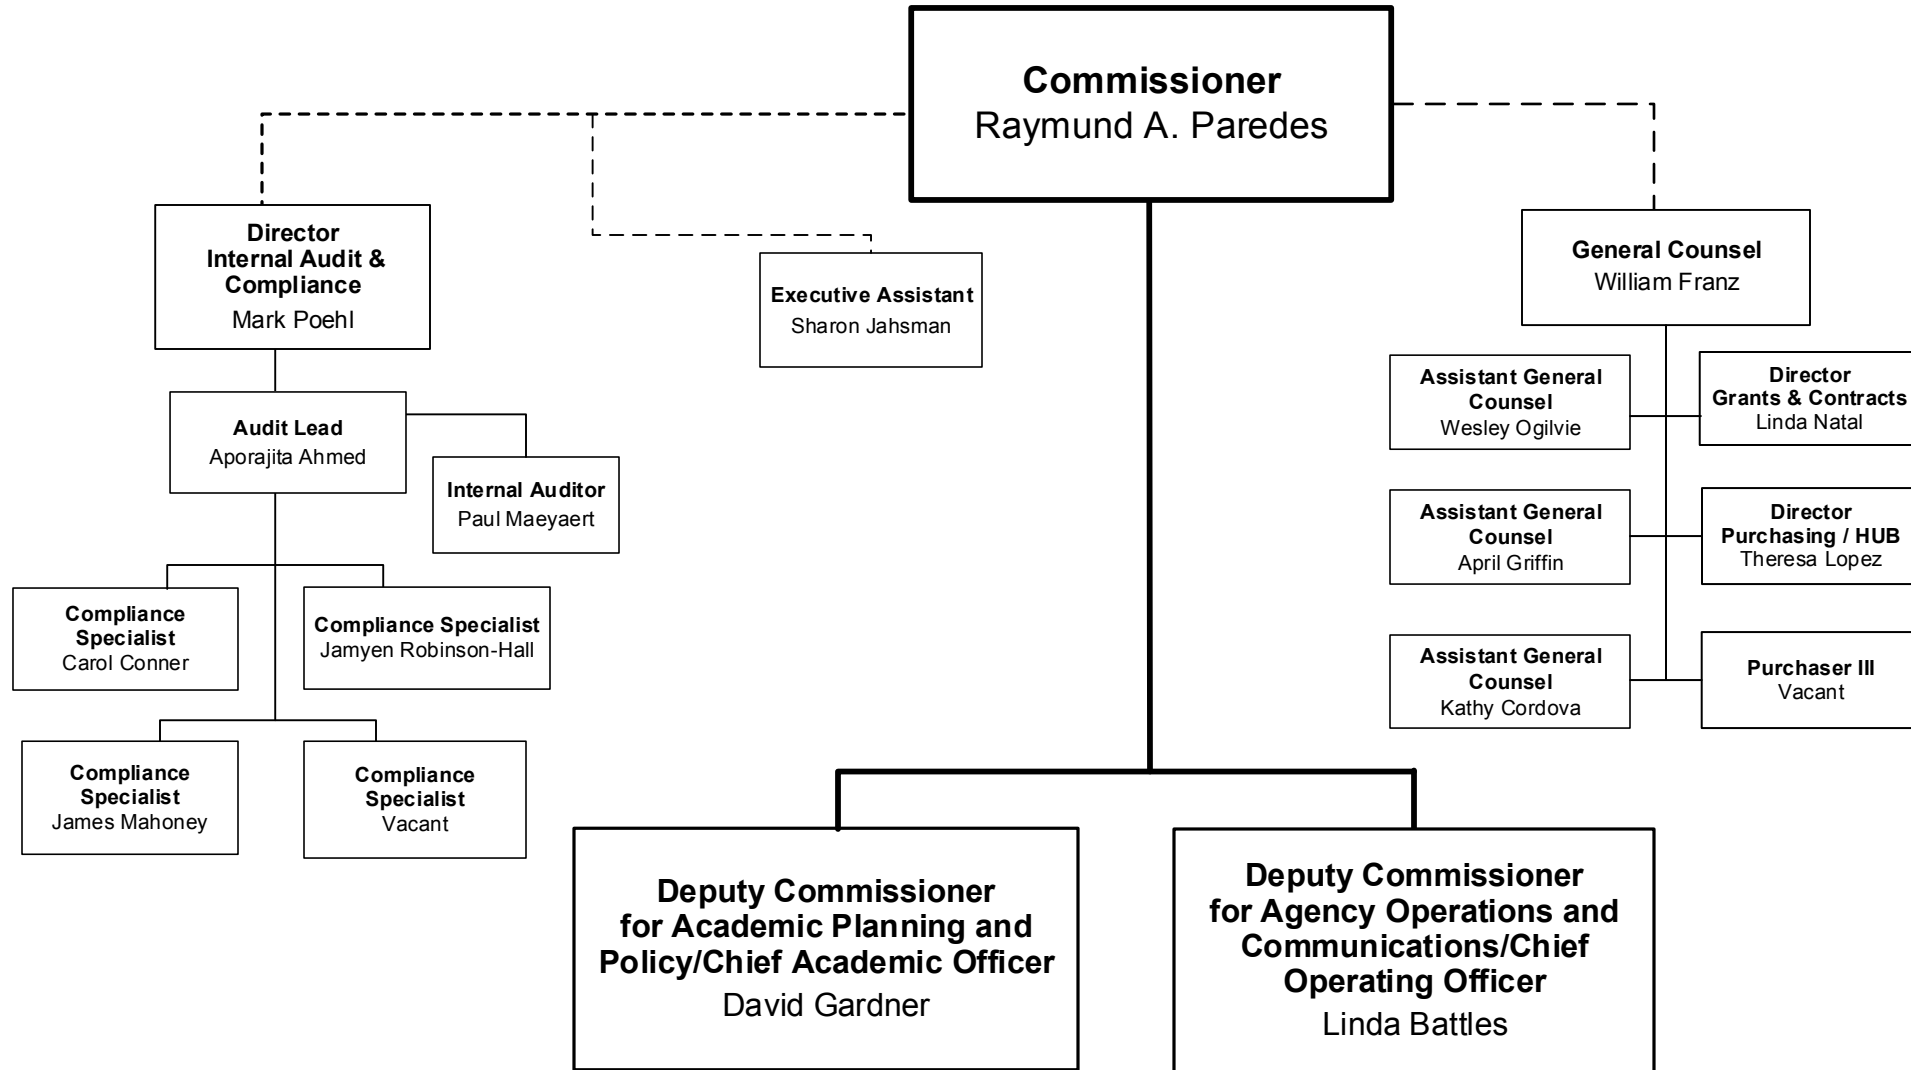 Commissioner
Raymund A. Paredes
Director
Internal Audit &
Compliance
Mark Poehl
Executive Assistant
Sharon Jahsman
General Counsel
William Franz
Audit Lead
Aporajita Ahmed
Internal Auditor
Paul Maeyaert
Compliance
Specialist
Carol Conner
Compliance Specialist
Jamyen Robinson-Hall
Compliance
Specialist
James Mahoney
Compliance
Specialist
Vacant
Assistant General
Counsel
Wesley Ogilvie
Director
Grants & Contracts
Linda Natal
Assistant General
Counsel
April Griffin
Director
Purchasing / HUB
Theresa Lopez
Assistant General
Counsel
Kathy Cordova
Purchaser III
Vacant
Deputy Commissioner
for Academic Planning and
Policy/Chief Academic Officer
David Gardner
Deputy Commissioner
for Agency Operations and
Communications/Chief
Operating Officer
Linda Battles